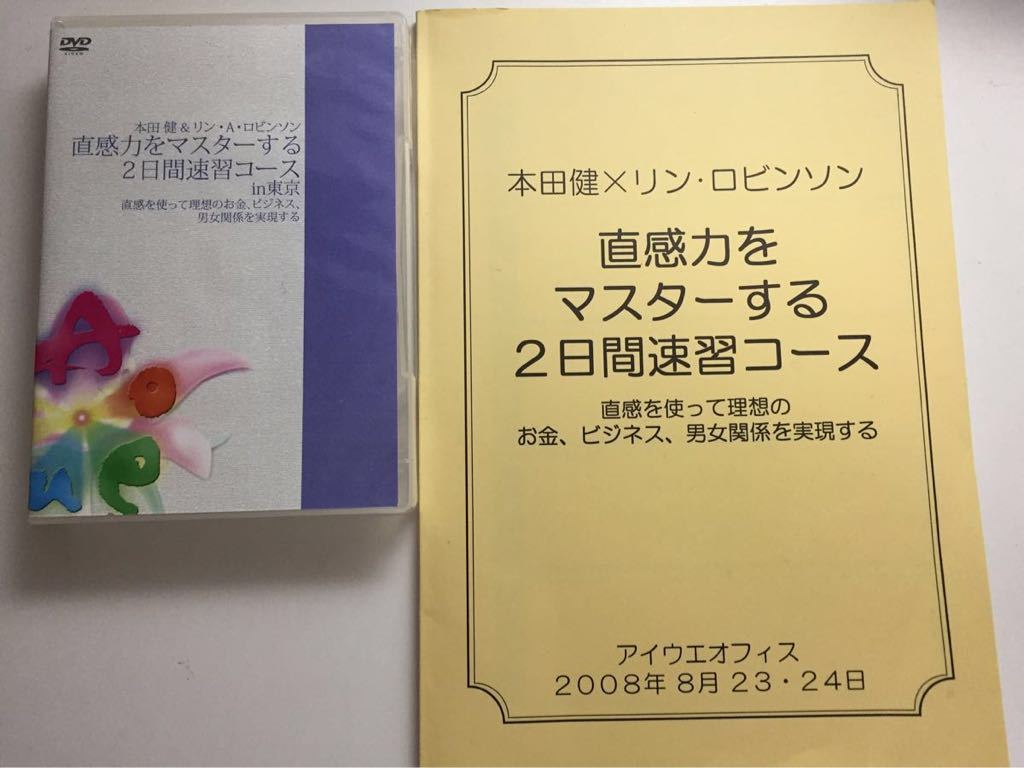 DVD
VIDEO
本田 健 & リン・A・ロビンソン
直感力をマスターする
２日間速習コース
in東京
直感を使って理想のお金、ビジネス、
男女関係を実現する
本田健×リン・ロビンソン
直感力を
マスターする
２日間速習コース
直感を使って理想の
お金、ビジネス、男女関係を実現する
アイウエオフィス
２００８年 ８月 ２３・２４日